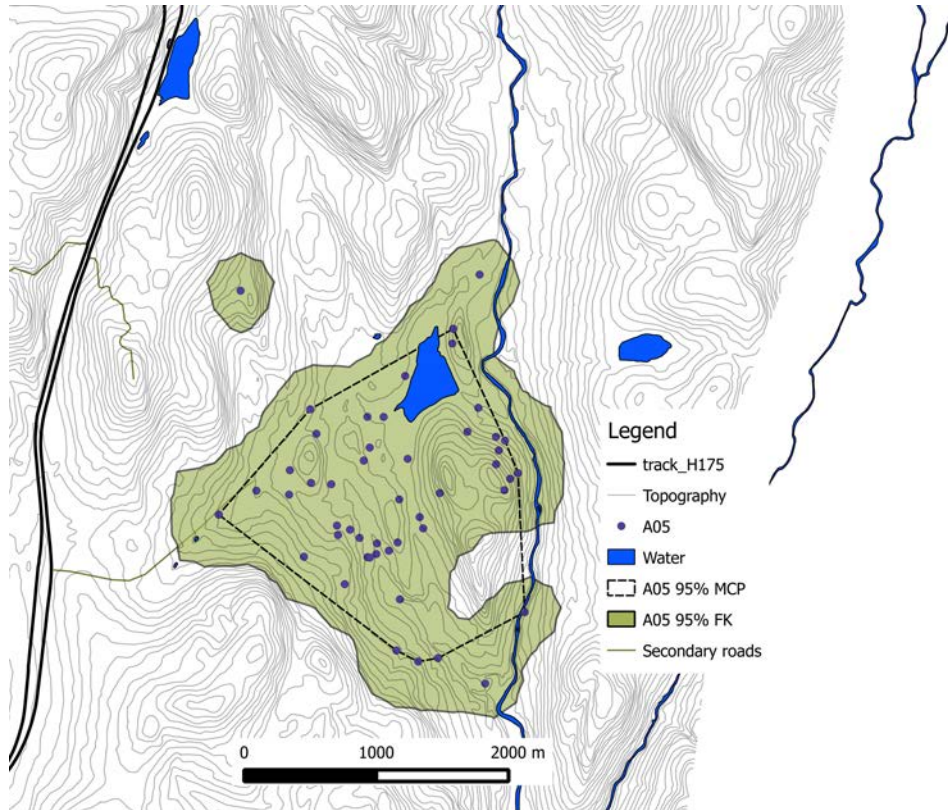 Legend
track_H175
Topography
A05
Water
A05 95% MCP
A05 95% FK
Secondary roads
0 1000 2000 m